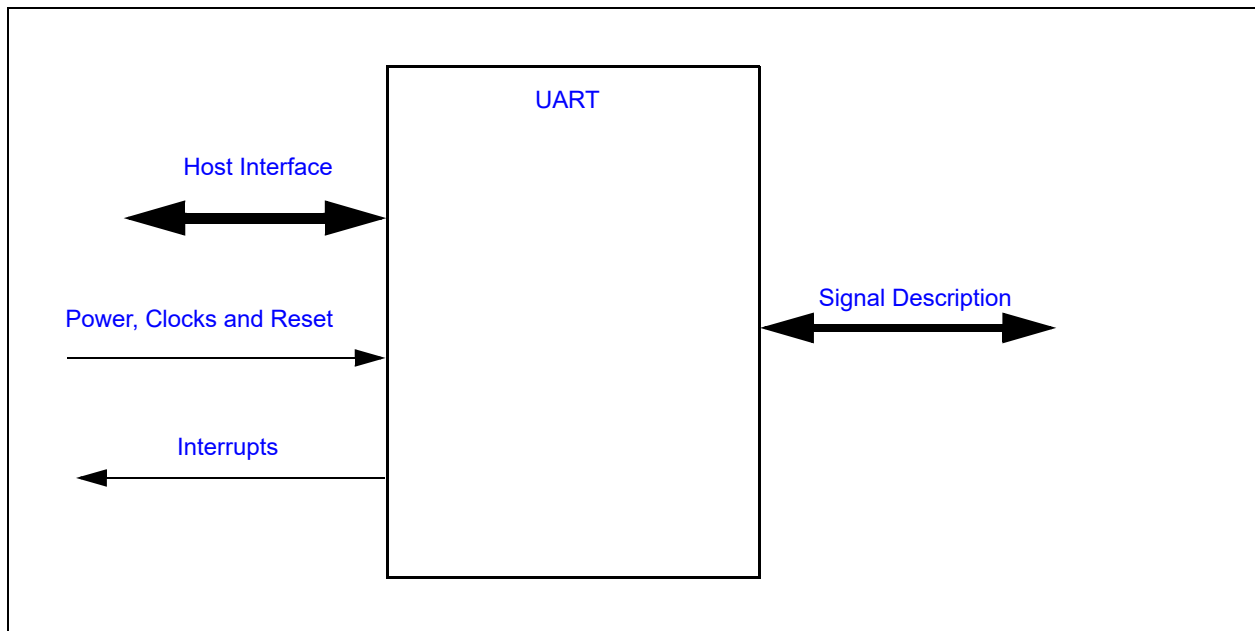 UART
Host Interface
Signal Description
Power, Clocks and Reset
Interrupts